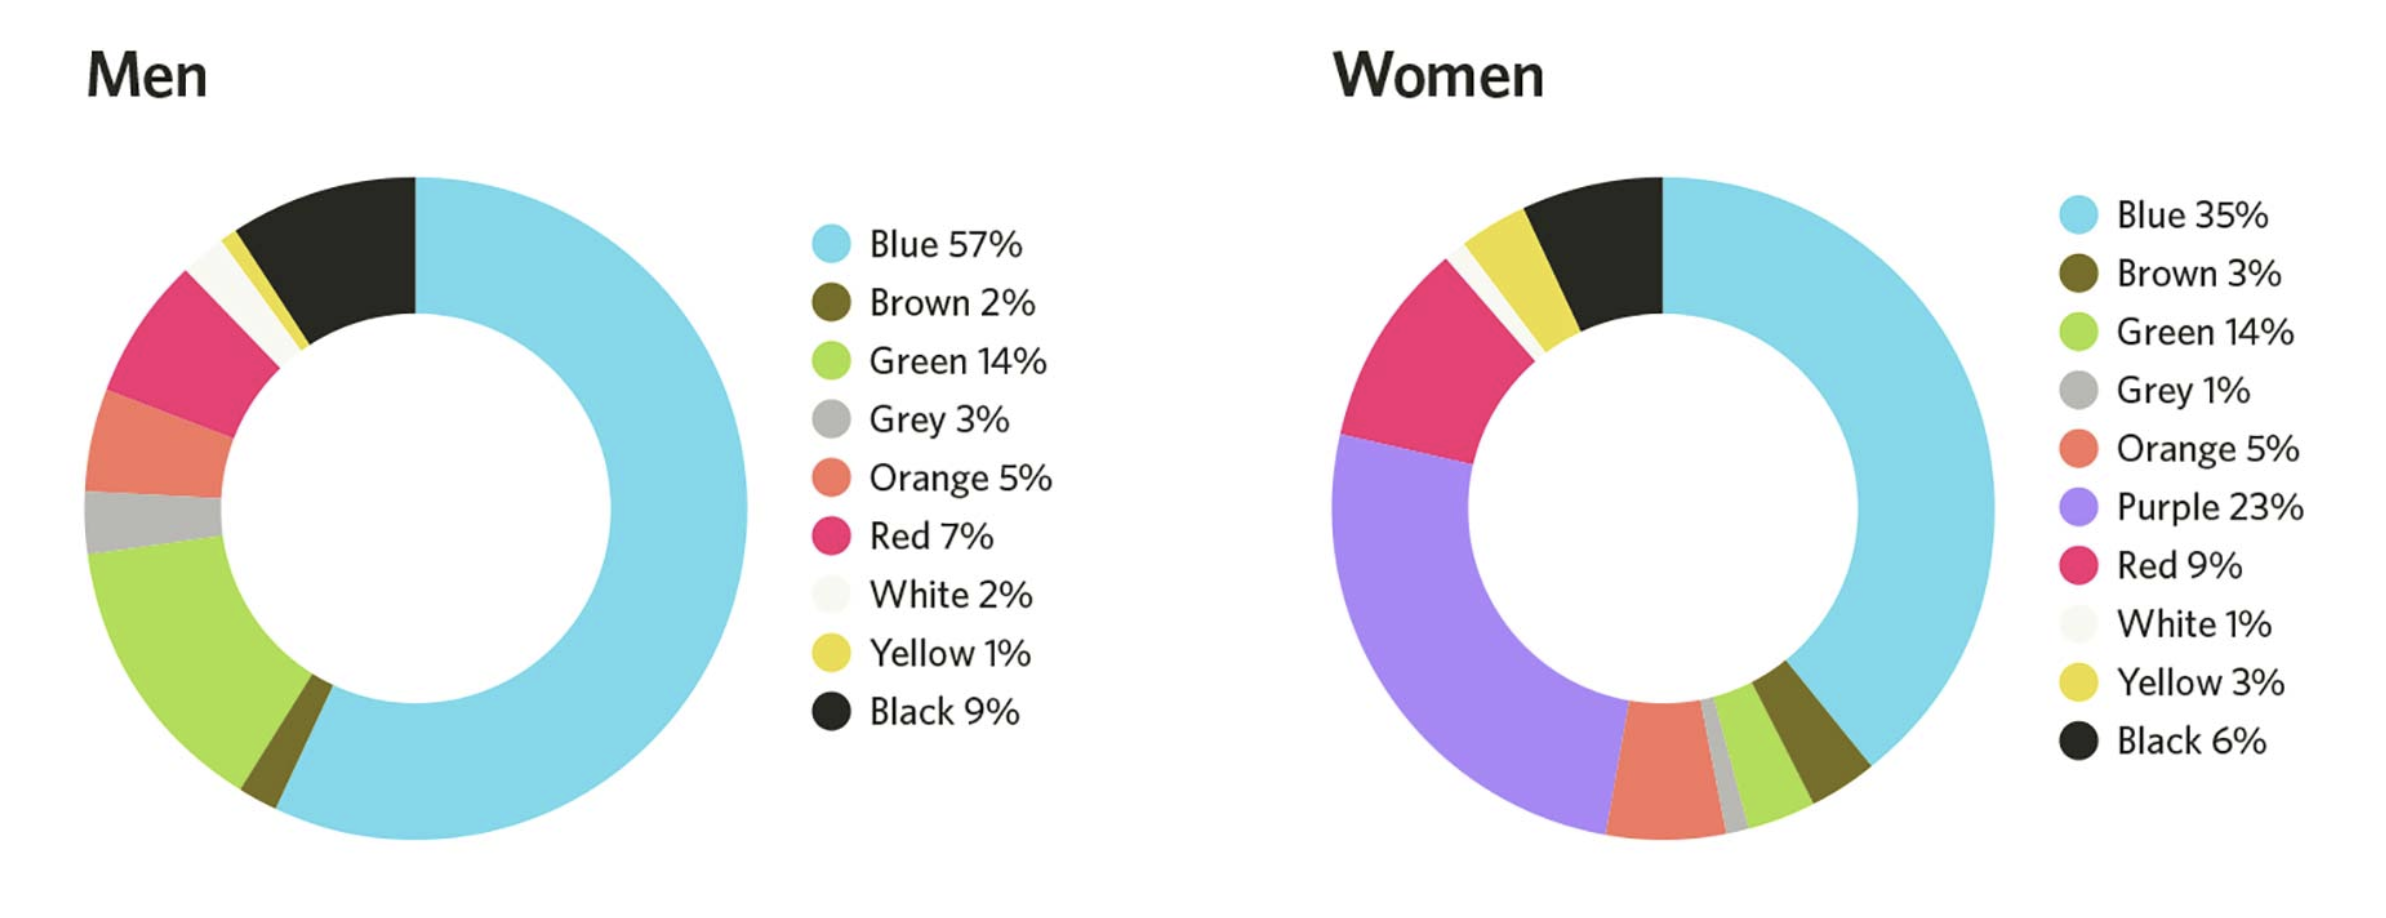 Men
Blue 57%
Brown 2%
Green 14%
Grey 3%
Orange 5%
Red 7%
White 2%
Yellow 1%
Black 9%
Women
Blue 35%
Brown 3%
Green 14%
Grey 1%
Orange 5%
Purple 23%
Red 9%
White 1%
Yellow 3%
Black 6%